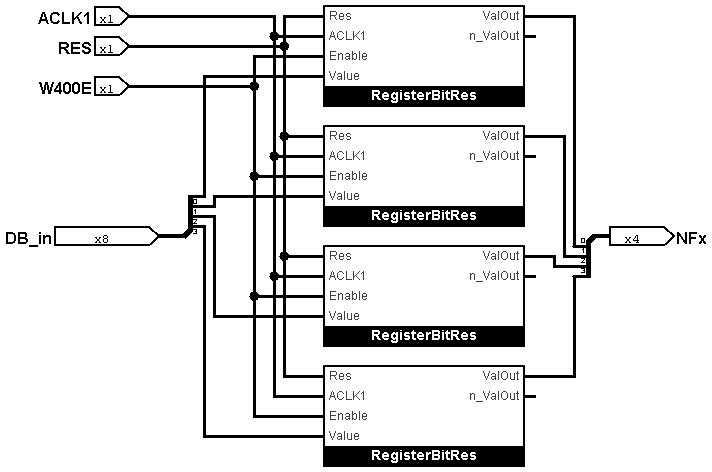 ACLK1 x1
RES x1
W400E x1
DB_in x8
0
1
2
3
Res ValOut
ACLK1 n_ValOut
Enable
Value
RegisterBitRes
Res ValOut
ACLK1 n_ValOut
Enable
Value
RegisterBitRes
Res ValOut
ACLK1 n_ValOut
Enable
Value
RegisterBitRes
Res ValOut
ACLK1 n_ValOut
Enable
Value
RegisterBitRes
0
1
2
3
x4 NFx